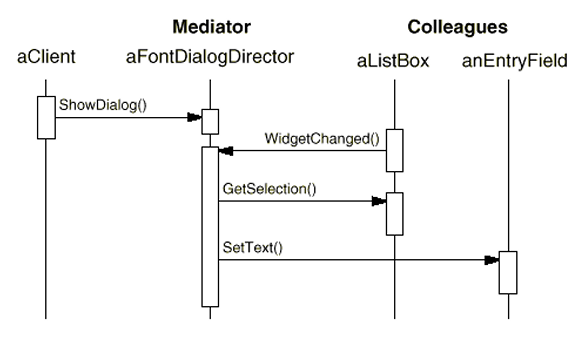 Mediator Colleagues
aClient aFontDialogDirector aListBox anEntryField
ShowDialog()
WidgetChanged()
GetSelection()
SetText()